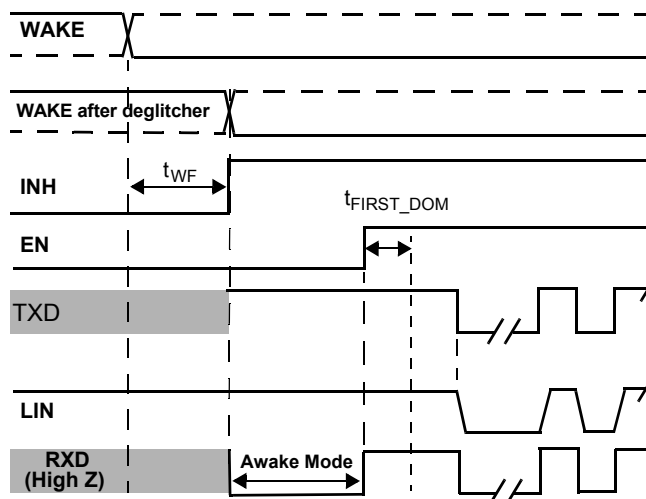 WAKE
WAKE after deglitcher
tWF
INH
tFIRST_DOM
EN
TXD
LIN
RXD
(High Z)
Awake Mode